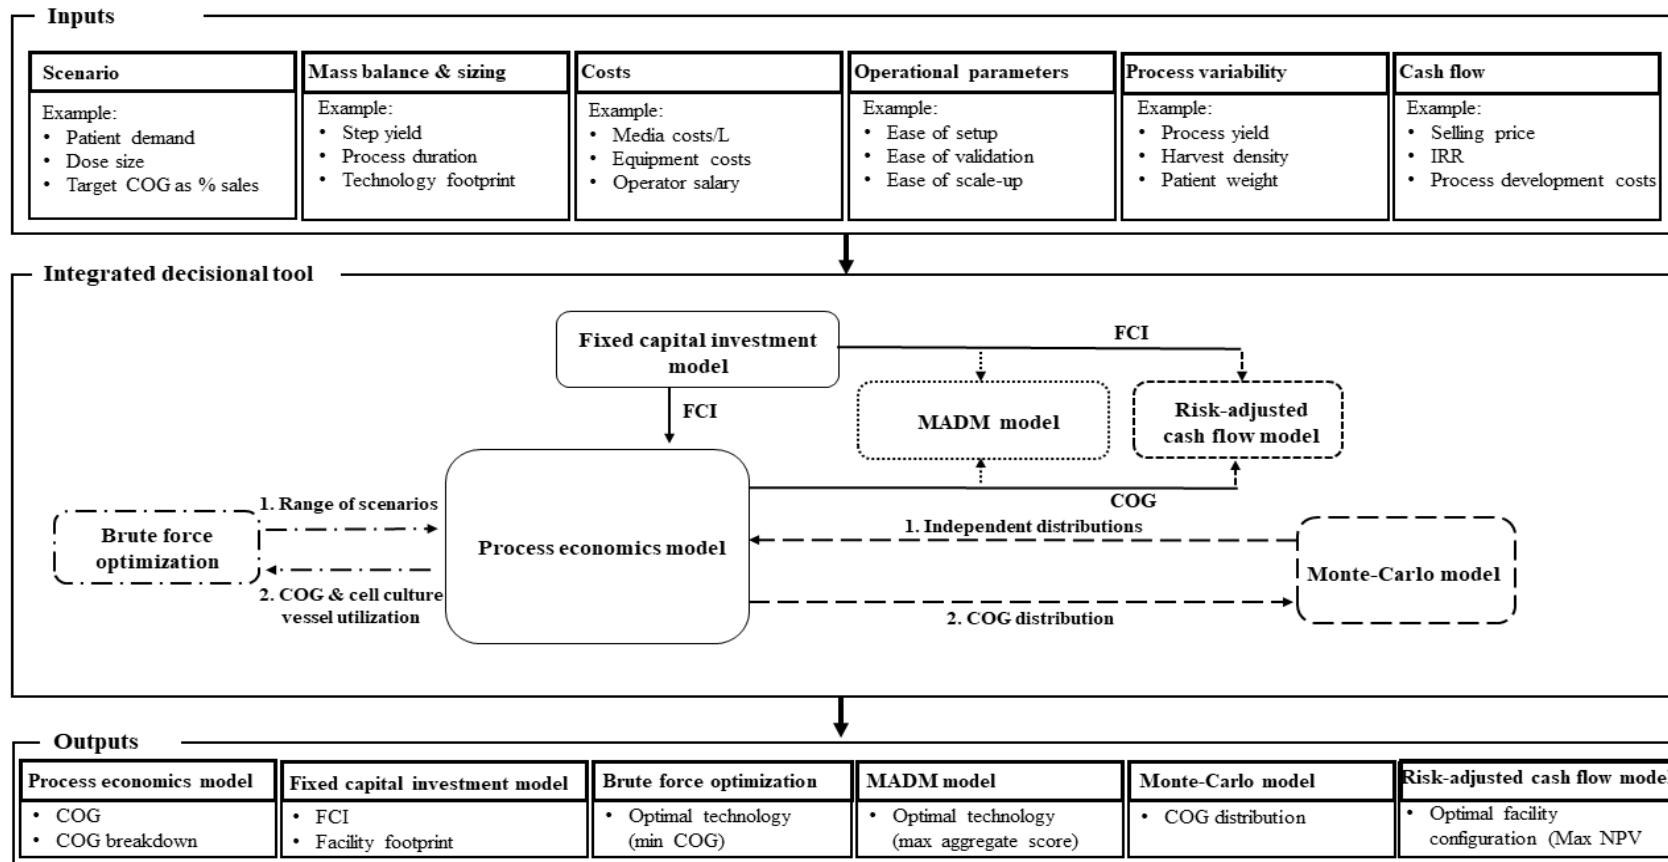 Inputs
Scenario
Example:
• Patient demand
• Dose size
• Target COG as % sales
Mass balance & sizing
Example:
• Step yield
• Process duration
• Technology footprint
Costs
Example:
• Media costs/L
• Equipment costs
• Operator salary
Operational parameters
Example:
• Ease of setup
• Ease of validation
• Ease of scale-up
Process variability
Example:
• Process yield
• Harvest density
• Patient weight
Cash flow
Example:
• Selling price
• IRR
• Process development costs
Integrated decisional tool
Fixed capital investment
model
FCI
FCI
MADM model
Risk-adjusted
cash flow model
COG
1. Range of scenarios
Brute force
optimization
2. COG & cell culture
vessel utilization
Process economics model
1. Independent distributions
Monte-Carlo model
2. COG distribution
Outputs
Process economics model
• COG
• COG breakdown
Fixed capital investment model
• FCI
• Facility footprint
Brute force optimization
• Optimal technology
(min COG)
MADM model
• Optimal technology
(max aggregate score)
Monte-Carlo model
• COG distribution
Risk-adjusted cash flow model
• Optimal facility
configuration (Max NPV